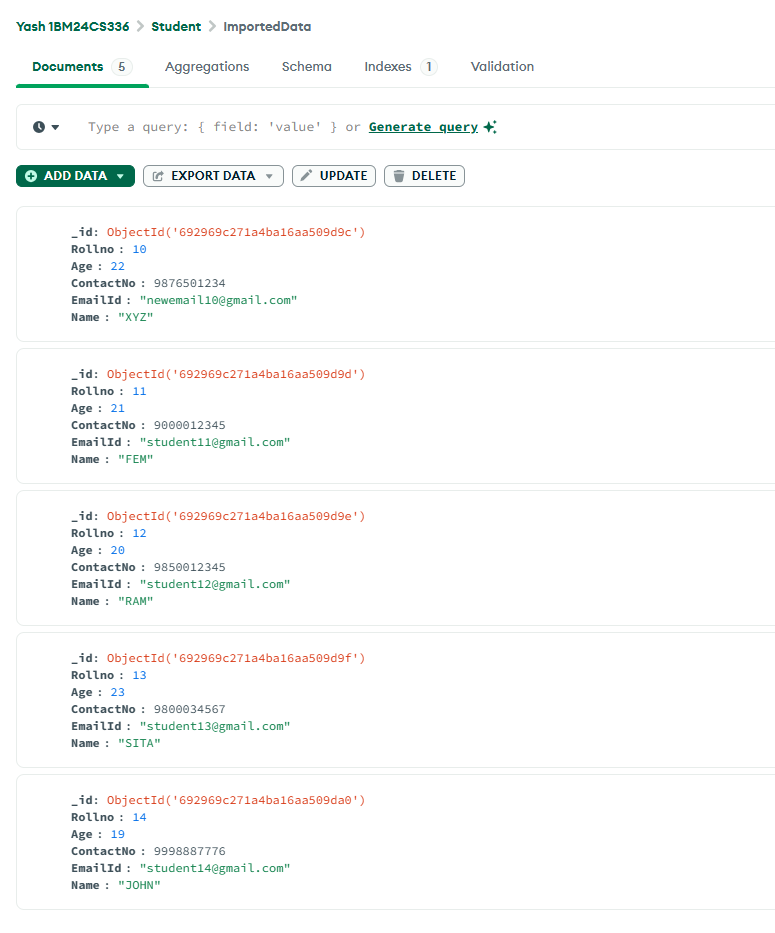 Yash 1BM24CS336 > Student > ImportedData
Documents 5 Aggregations Schema Indexes 1 Validation
Type a query: { field: 'value' } or Generate query
ADD DATA EXPORT DATA UPDATE DELETE
_id: ObjectId('692969c271a4ba16aa509d9c')
Rollno : 10
Age : 22
ContactNo : 9876501234
EmailId : "newemail10@gmail.com"
Name : "XYZ"
_id: ObjectId('692969c271a4ba16aa509d9d')
Rollno : 11
Age : 21
ContactNo : 9000012345
EmailId : "student11@gmail.com"
Name : "FEM"
_id: ObjectId('692969c271a4ba16aa509d9e')
Rollno : 12
Age : 20
ContactNo : 9850012345
EmailId : "student12@gmail.com"
Name : "RAM"
_id: ObjectId('692969c271a4ba16aa509d9f')
Rollno : 13
Age : 23
ContactNo : 9800034567
EmailId : "student13@gmail.com"
Name : "SITA"
_id: ObjectId('692969c271a4ba16aa509da0')
Rollno : 14
Age : 19
ContactNo : 9998887776
EmailId : "student14@gmail.com"
Name : "JOHN"